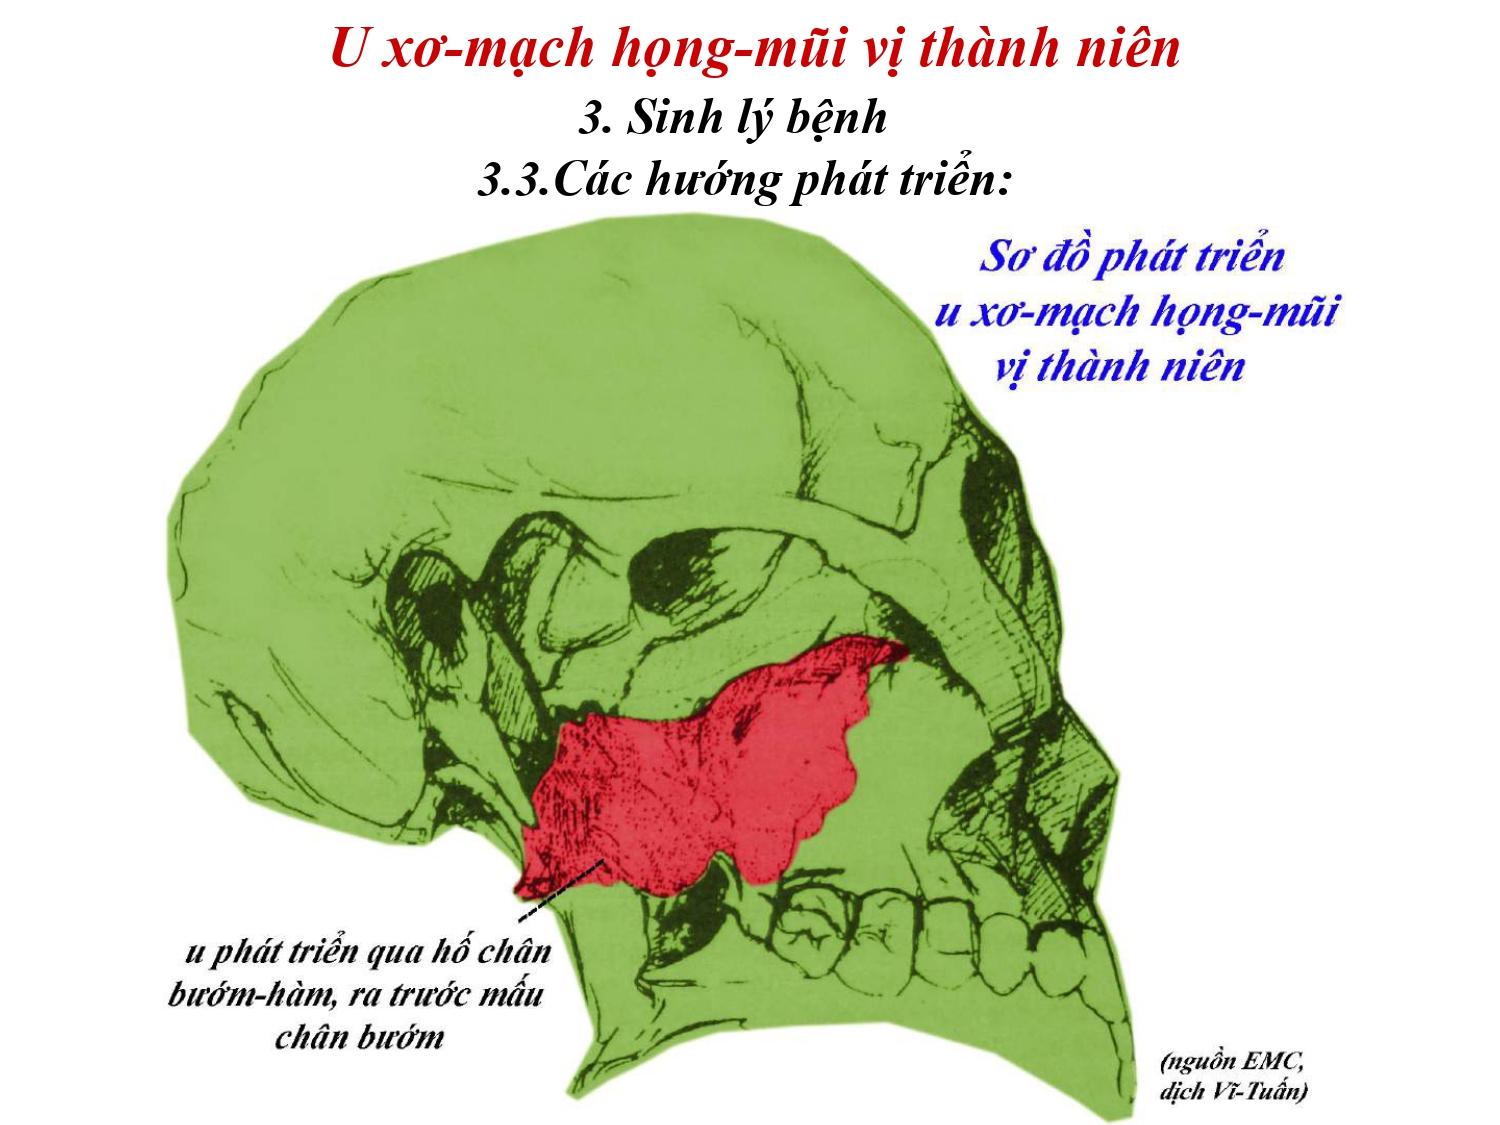 U xơ-mạch họng-mũi vị thành niên
3. Sinh lý bệnh
3.3.Các hướng phát triển:
Sơ đồ phát triển
u xơ-mạch họng-mũi
vị thành niên
u phát triển qua hố chân
bướm-hàm, ra trước mấu
chân bướm
(nguồn EMC,
dịch Vĩ-Tuấn)